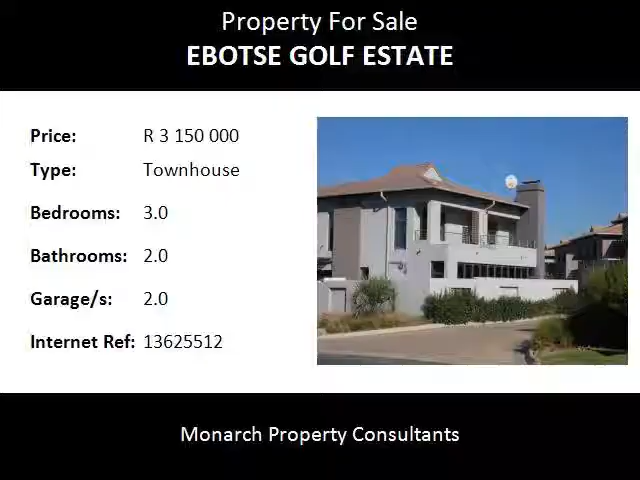 Property For Sale
EBOTSE GOLF ESTATE
Price: R 3 150 000
Type: Townhouse
Bedrooms: 3.0
Bathrooms: 2.0
Garage/s: 2.0
Internet Ref: 13625512
Monarch Property Consultants